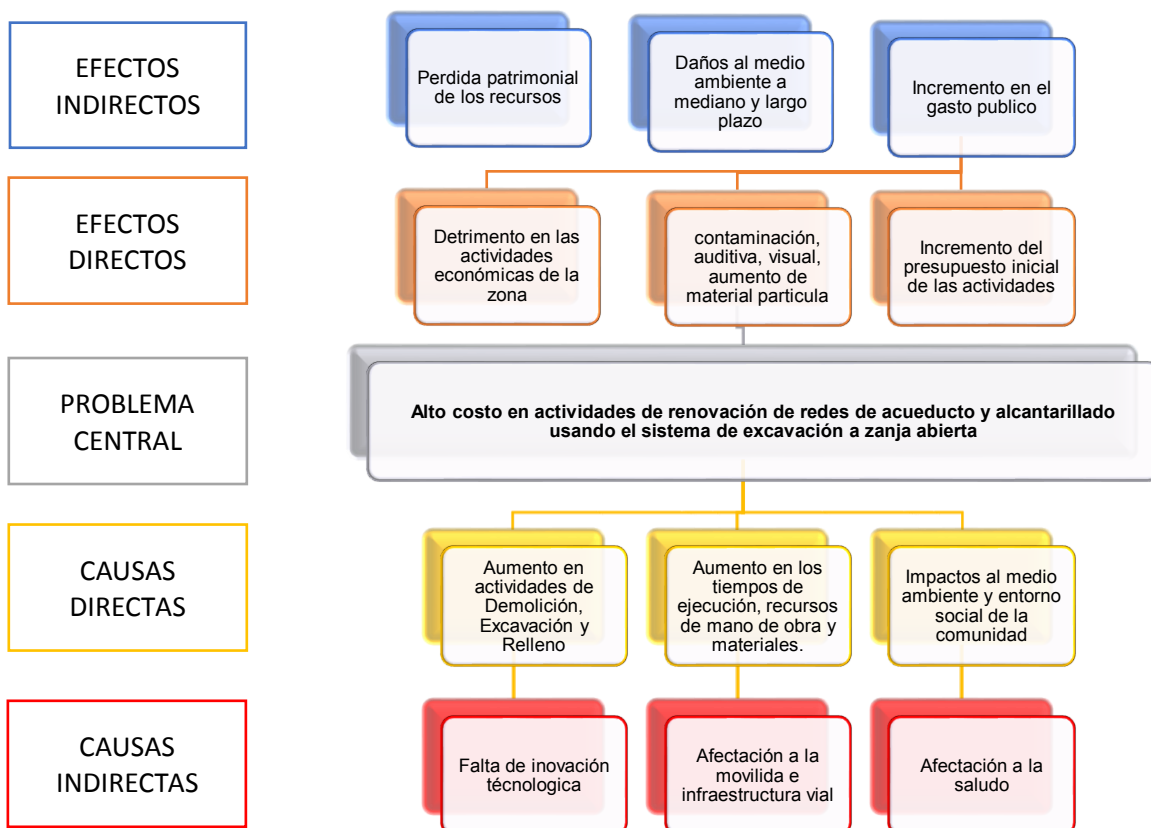 EFECTOS
INDIRECTOS
Perdida patrimonial
de los recursos
Daños al medio
ambiente a
mediano y largo
plazo
Incremento en el
gasto publico
EFECTOS
DIRECTOS
Detrimento en las
actividades
económicas de la
zona
contaminación,
auditiva, visual,
aumento de
material particula
Incremento del
presupuesto inicial
de las actividades
PROBLEMA
CENTRAL
Alto costo en actividades de renovación de redes de acueducto y alcantarillado
usando el sistema de excavación a zanja abierta
CAUSAS
DIRECTAS
Aumento en
actividades de
Demolición,
Excavación y
Relleno
Aumento en los
tiempos de
ejecución, recursos
de mano de obra y
materiales.
Impactos al medio
ambiente y entorno
social de la
comunidad
CAUSAS
INDIRECTAS
Falta de inovación
técnologica
Afectación a la
movilida e
infraestructura vial
Afectación a la
saludo